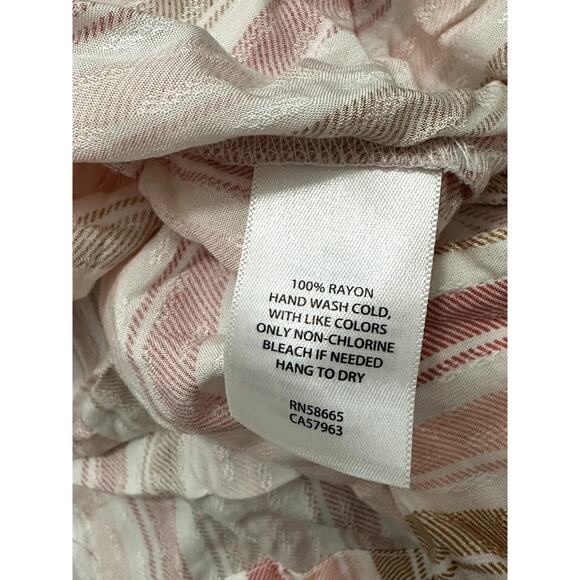 100% RAYON
HAND WASH COLD,
WITH LIKE COLORS
ONLY NON-CHLORINE
BLEACH IF NEEDED
HANG TO DRY
RN58665
CA57963